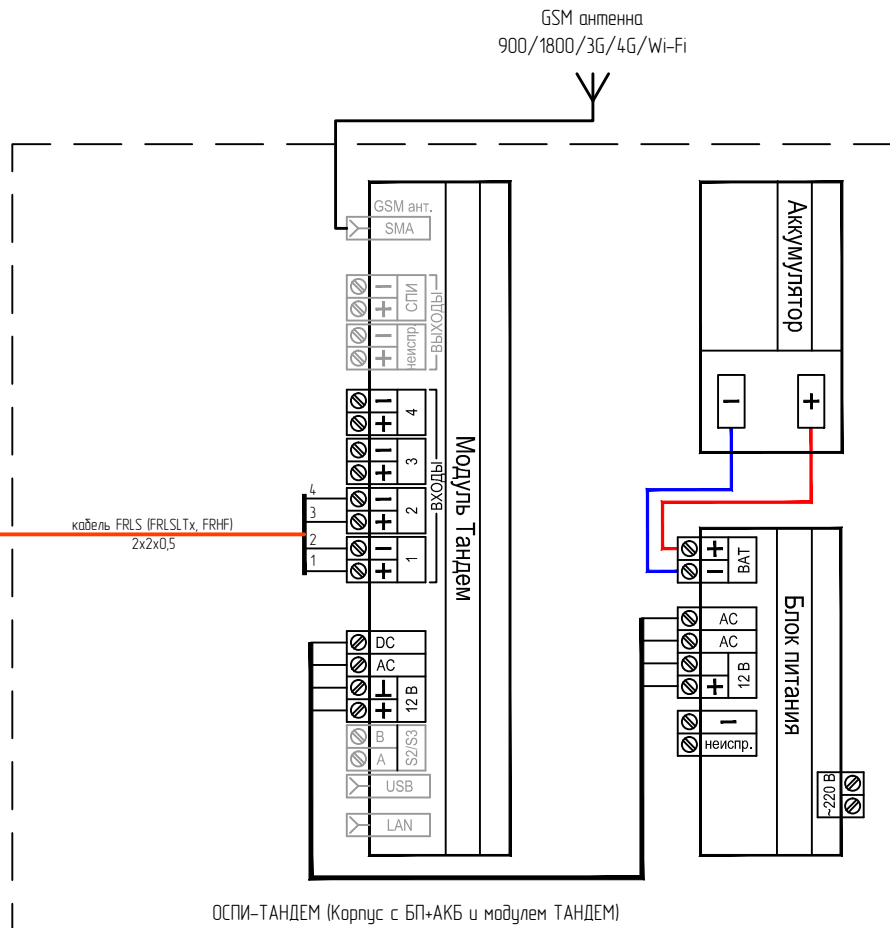 GSM антенна
900/1800/3G/4G/Wi-Fi
GSM ант.
SMA
− СПИ
+
− неиспр.
+
ВЫХОДЫ
− 4
+
− 3
+
4 − 2
3 +
2 − 1
1 +
ВХОДЫ
Модуль Тандем
кабель FRLS (FRLSLTx, FRHF)
2x2x0,5
DC
AC
⊥ 12 В
+
B S2/S3
A
USB
LAN
Аккумулятор
− +
+ BAT
−
AC
AC
12 В
+
−
неиспр.
Блок питания
~220 В
ОСПИ-ТАНДЕМ (Корпус с БП+АКБ и модулем ТАНДЕМ)